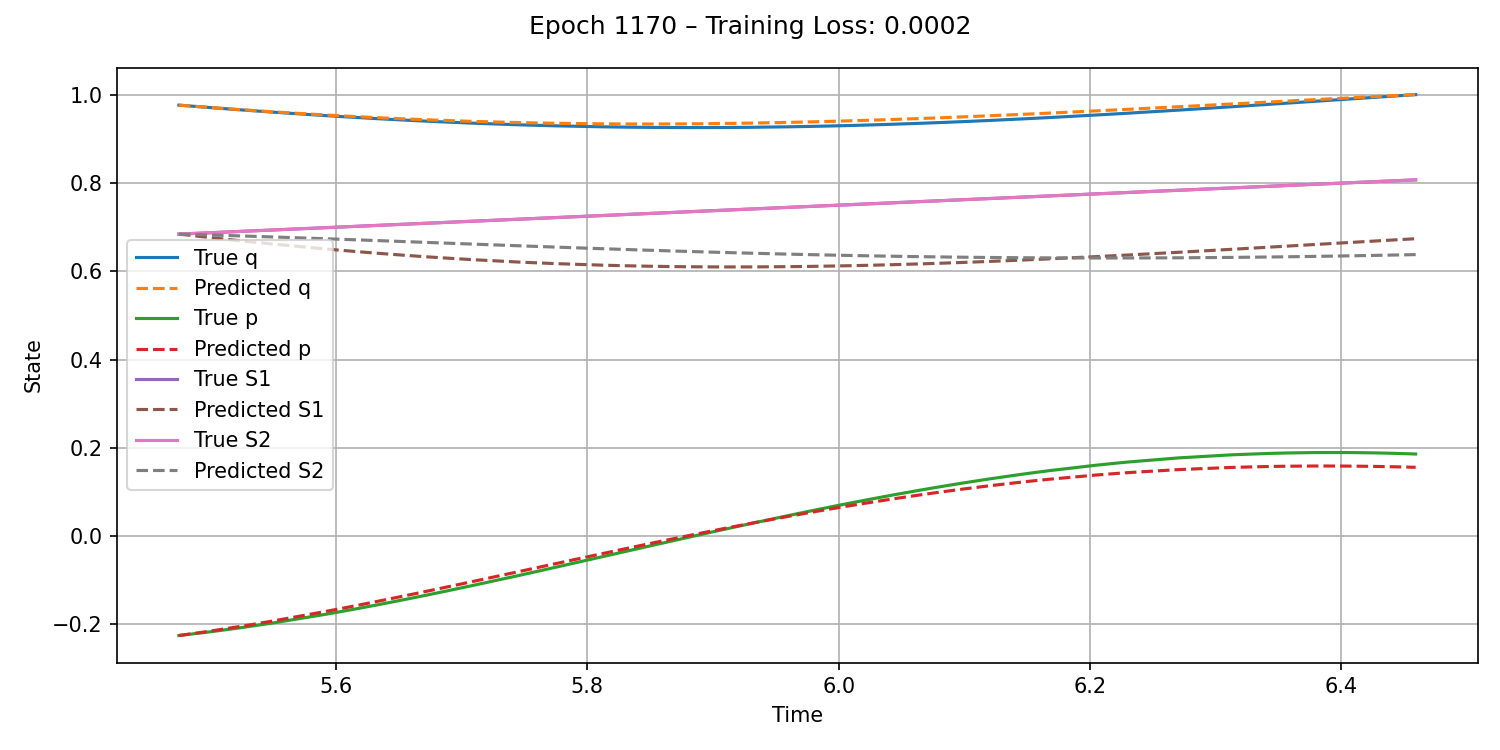 Epoch 1170 – Training Loss: 0.0002
1.0
0.8
0.6
0.4
0.2
0.0
−0.2
State
True q
Predicted q
True p
Predicted p
True S1
Predicted S1
True S2
Predicted S2
5.6 5.8 6.0 6.2 6.4
Time